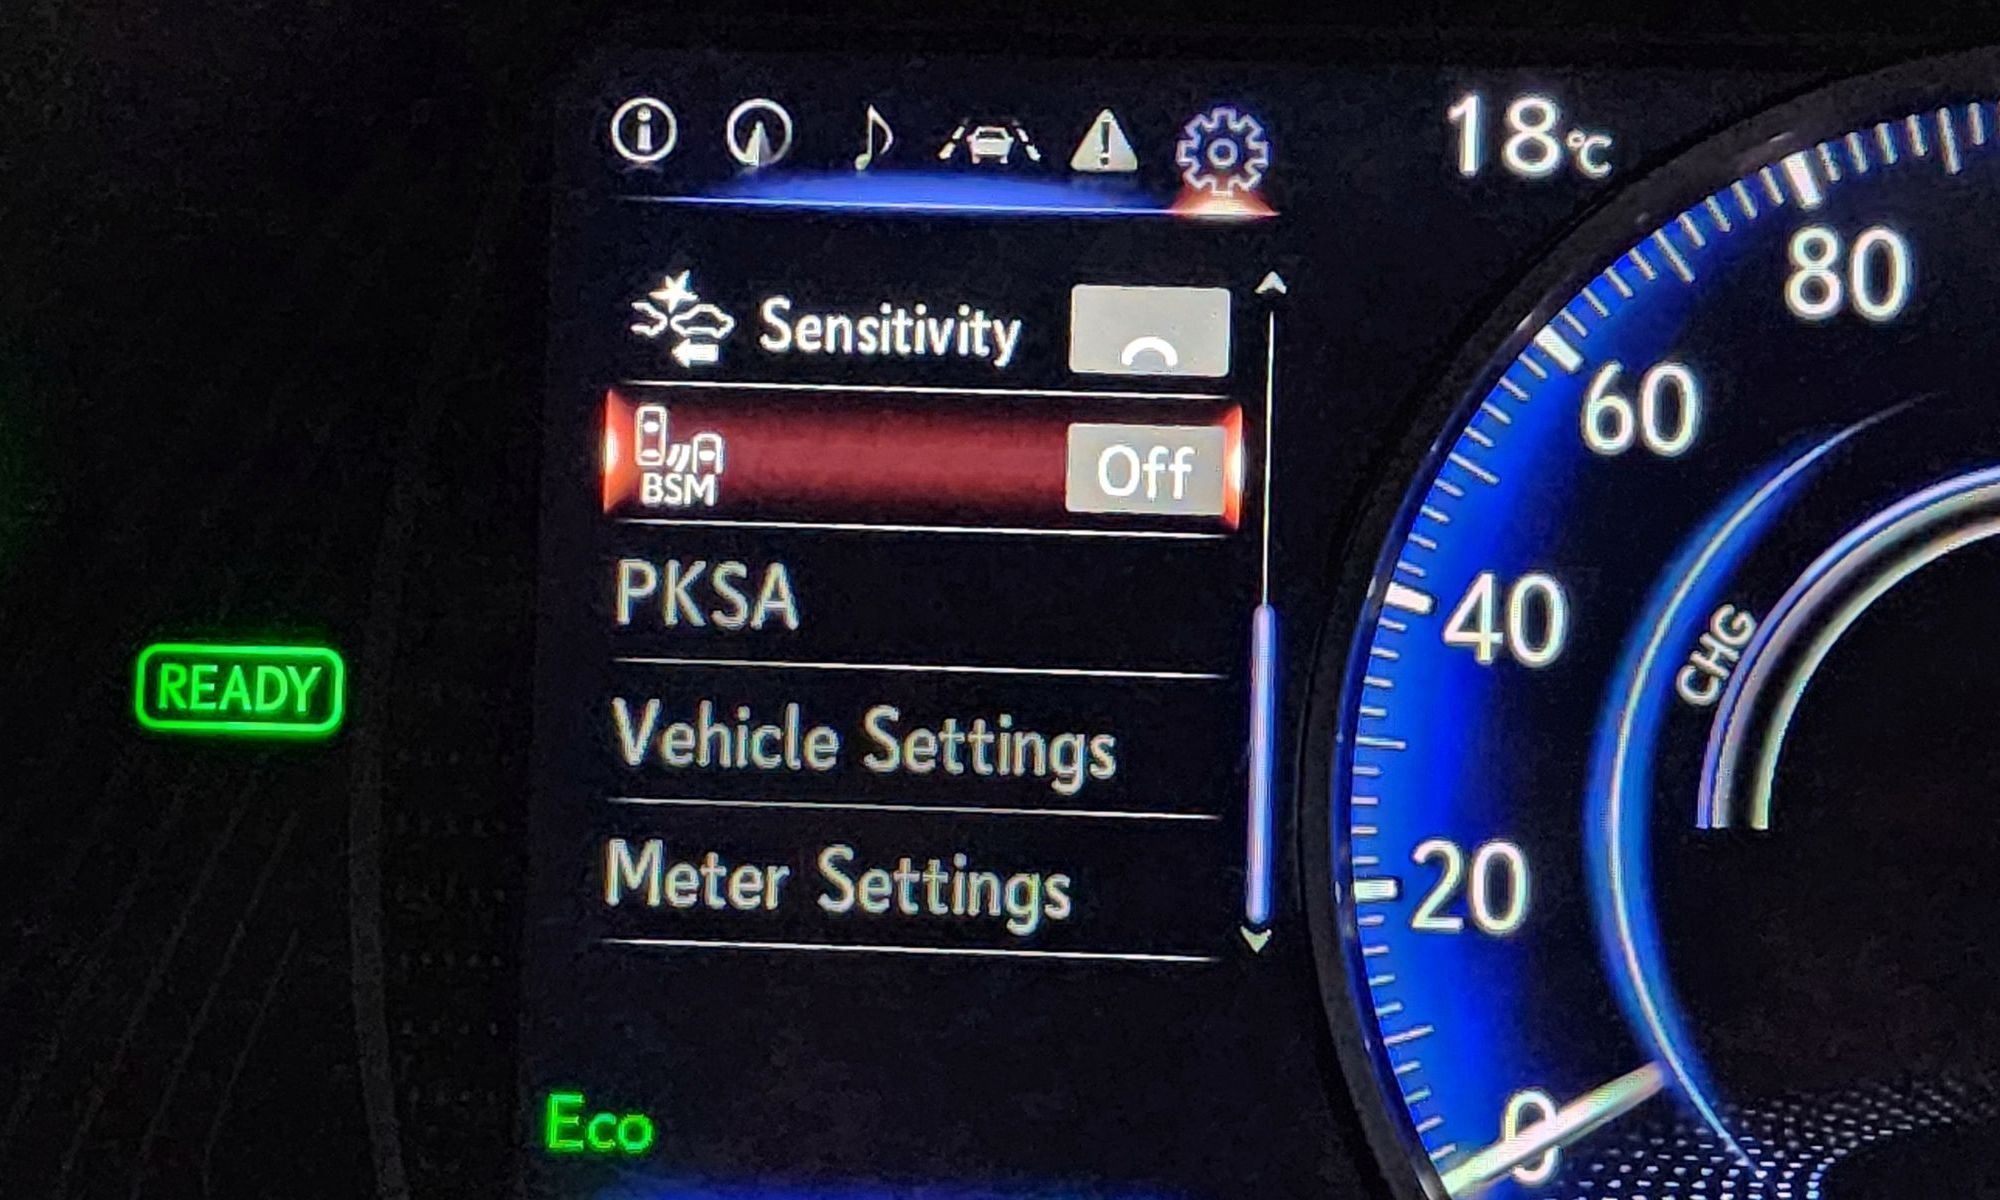 18°C
Sensitivity
BSM Off
PKSA
Vehicle Settings
Meter Settings
READY
Eco
80
60
40
20
0
CHG